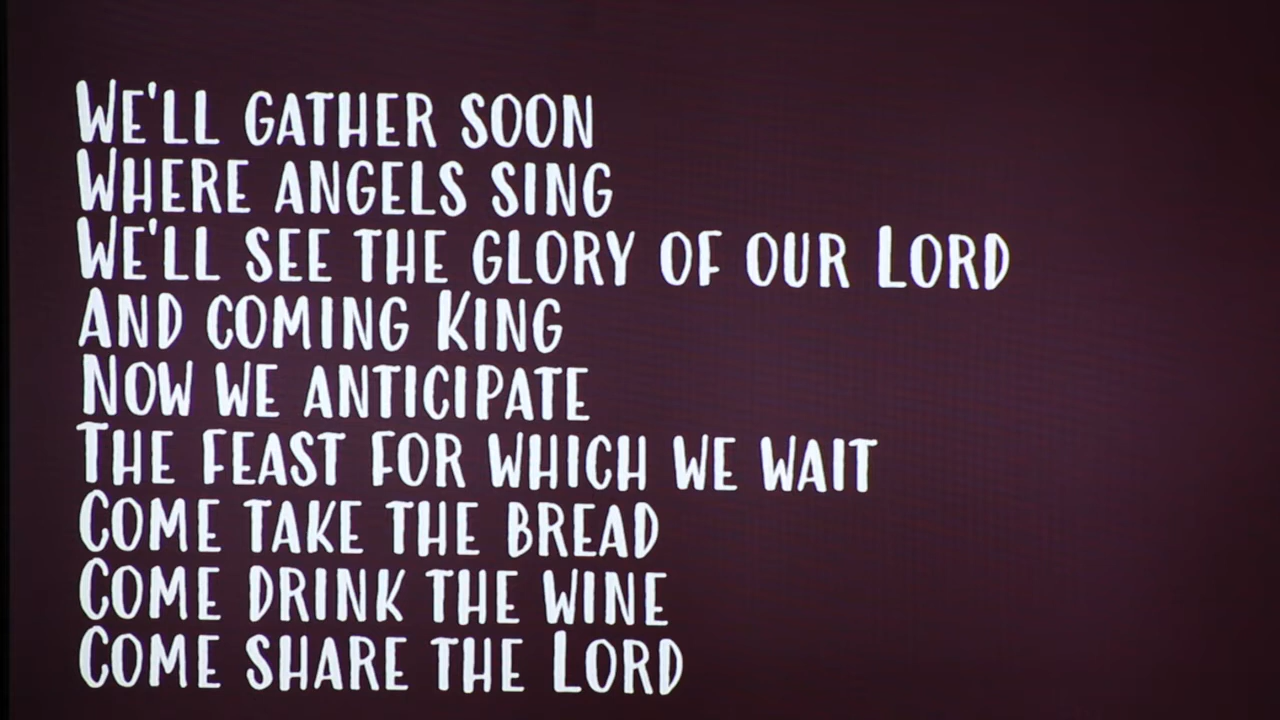 We'll gather soon
Where angels sing
We'll see the glory of our Lord
And coming King
Now we anticipate
The feast for which we wait
Come take the bread
Come drink the wine
Come share the Lord